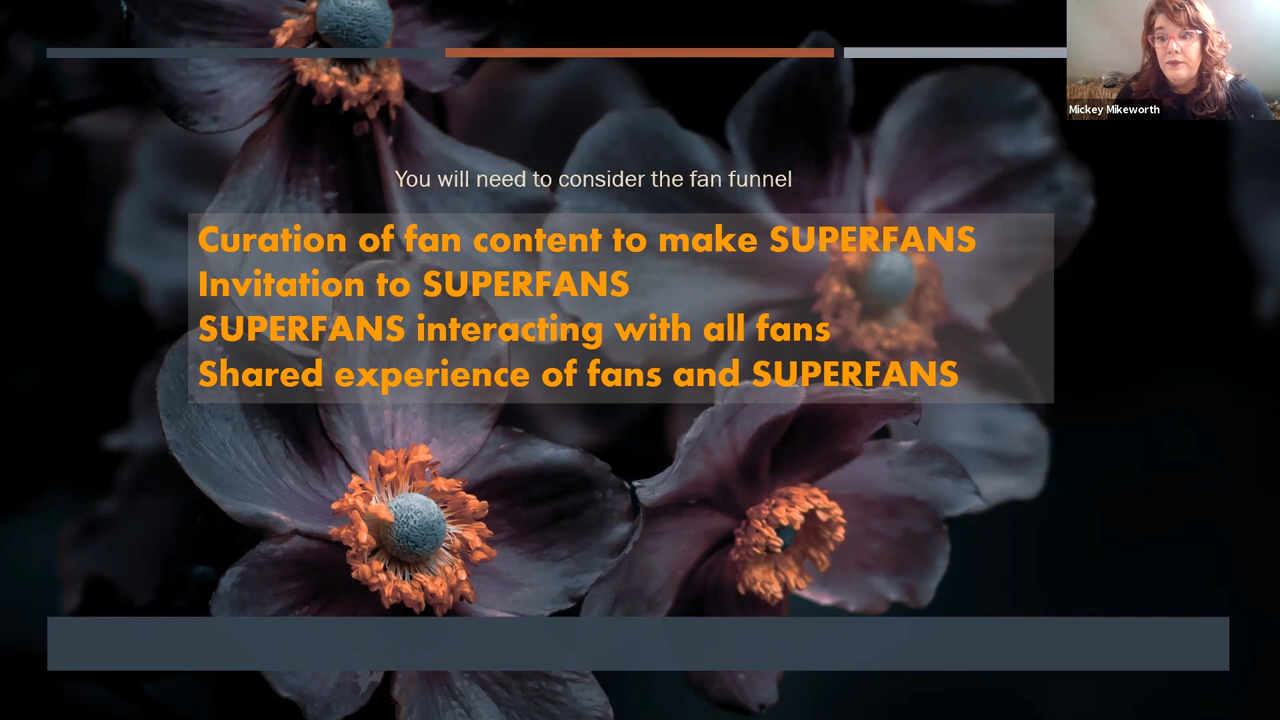 Mickey Mikeworth
You will need to consider the fan funnel
Curation of fan content to make SUPERFANS
Invitation to SUPERFANS
SUPERFANS interacting with all fans
Shared experience of fans and SUPERFANS